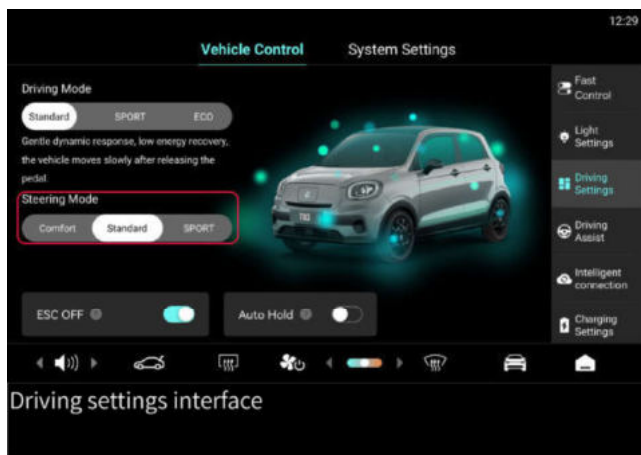 12:29
Vehicle Control
System Settings
Driving Mode
Standard
SPORT
ECO
Gentle dynamic response, low energy recovery,
the vehicle moves slowly after releasing the
pedal.
Steering Mode
Comfort
Standard
SPORT
ESC OFF
Auto Hold
Fast
Control
Light
Settings
Driving
Settings
Driving
Assist
Intelligent
connection
Charging
Settings
T03
Driving settings interface